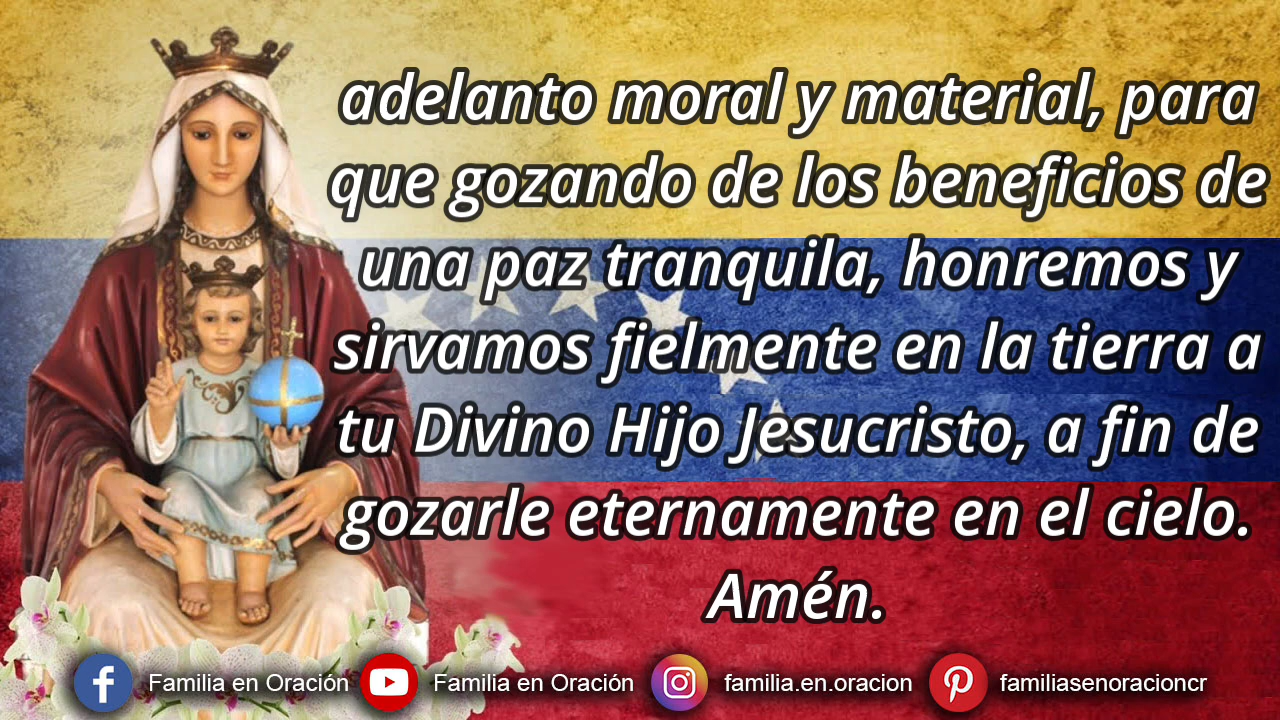 adelanto moral y material, para
que gozando de los beneficios de
una paz tranquila, honremos y
sirvamos fielmente en la tierra a
tu Divino Hijo Jesucristo, a fin de
gozarle eternamente en el cielo.
Amén.
Familia en Oración Familia en Oración familia.en.oracion familiasenoracioncr